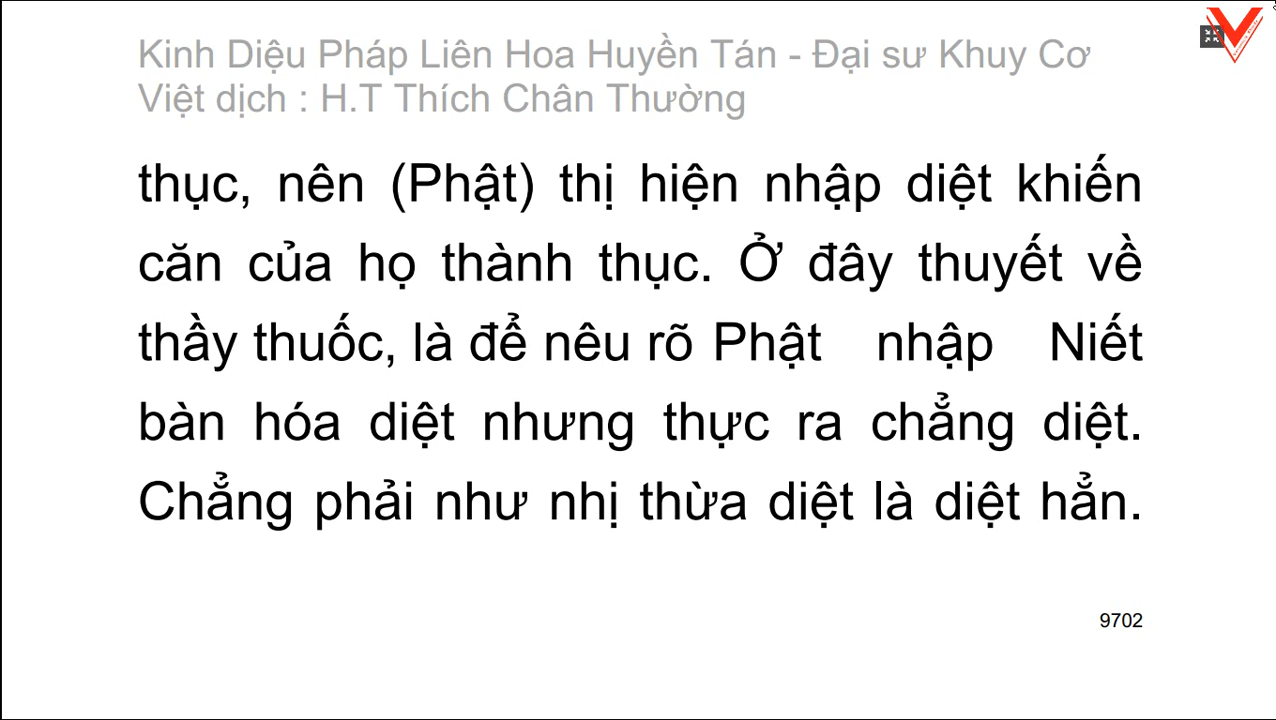 Kinh Diệu Pháp Liên Hoa Huyền Tán - Đại sư Khuy Cơ
Việt dịch : H.T Thích Chân Thường
thục, nên (Phật) thị hiện nhập diệt khiến
căn của họ thành thục. Ở đây thuyết về
thầy thuốc, là để nêu rõ Phật nhập Niết
bàn hóa diệt nhưng thực ra chẳng diệt.
Chẳng phải như nhị thừa diệt là diệt hẳn.
9702